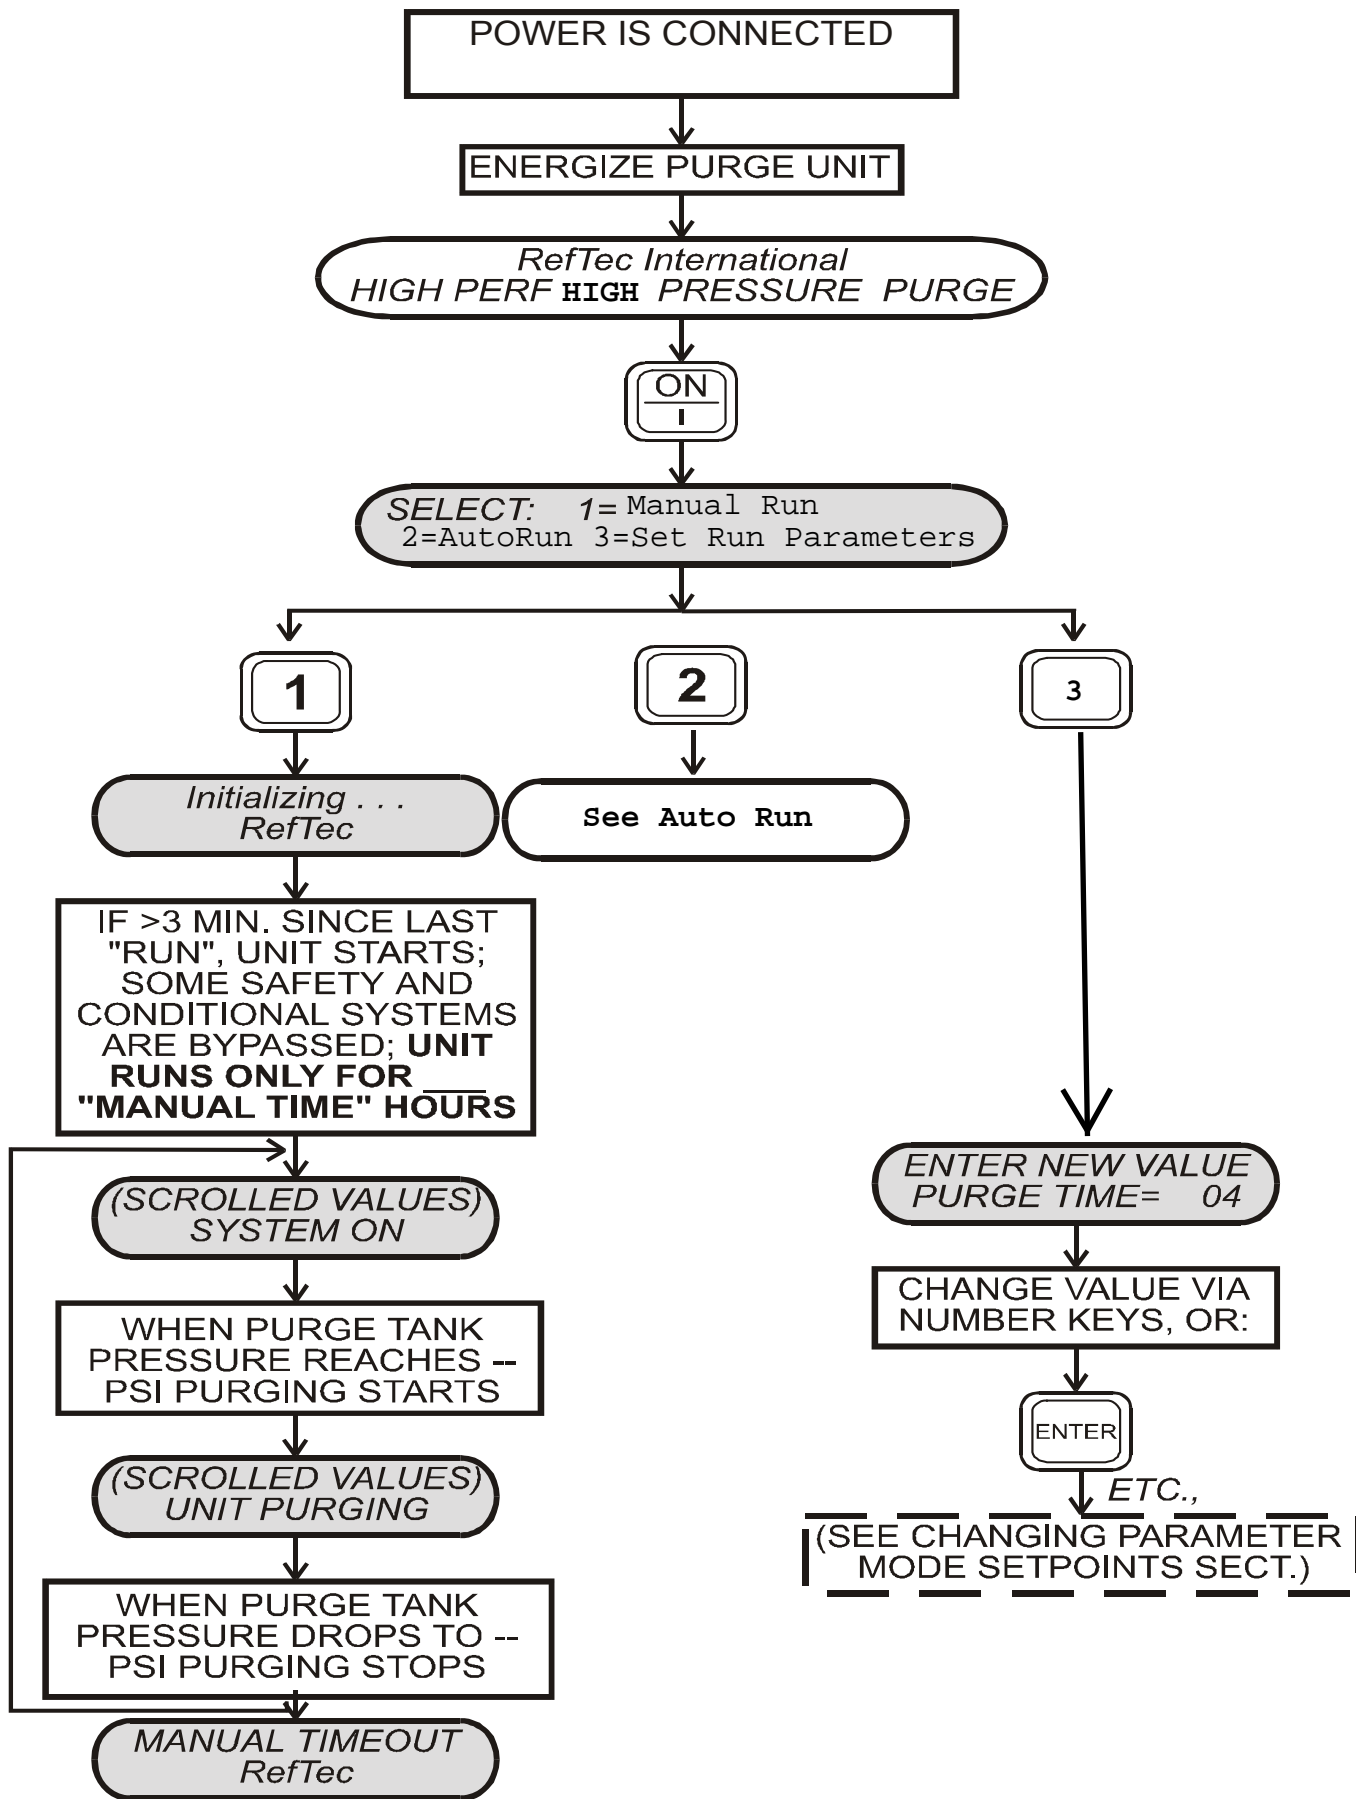 POWER IS CONNECTED
ENERGIZE PURGE UNIT
RefTec International
HIGH PERF HIGH PRESSURE PURGE
ON
I
SELECT: 1= Manual Run
2=AutoRun 3=Set Run Parameters
1
2
3
Initializing . . .
RefTec
See Auto Run
IF >3 MIN. SINCE LAST
"RUN", UNIT STARTS;
SOME SAFETY AND
CONDITIONAL SYSTEMS
ARE BYPASSED; UNIT
RUNS ONLY FOR ____
"MANUAL TIME" HOURS
(SCROLLED VALUES)
SYSTEM ON
WHEN PURGE TANK
PRESSURE REACHES --
PSI PURGING STARTS
(SCROLLED VALUES)
UNIT PURGING
WHEN PURGE TANK
PRESSURE DROPS TO --
PSI PURGING STOPS
MANUAL TIMEOUT
RefTec
ENTER NEW VALUE
PURGE TIME= 04
CHANGE VALUE VIA
NUMBER KEYS, OR:
ENTER
ETC.,
(SEE CHANGING PARAMETER
MODE SETPOINTS SECT.)